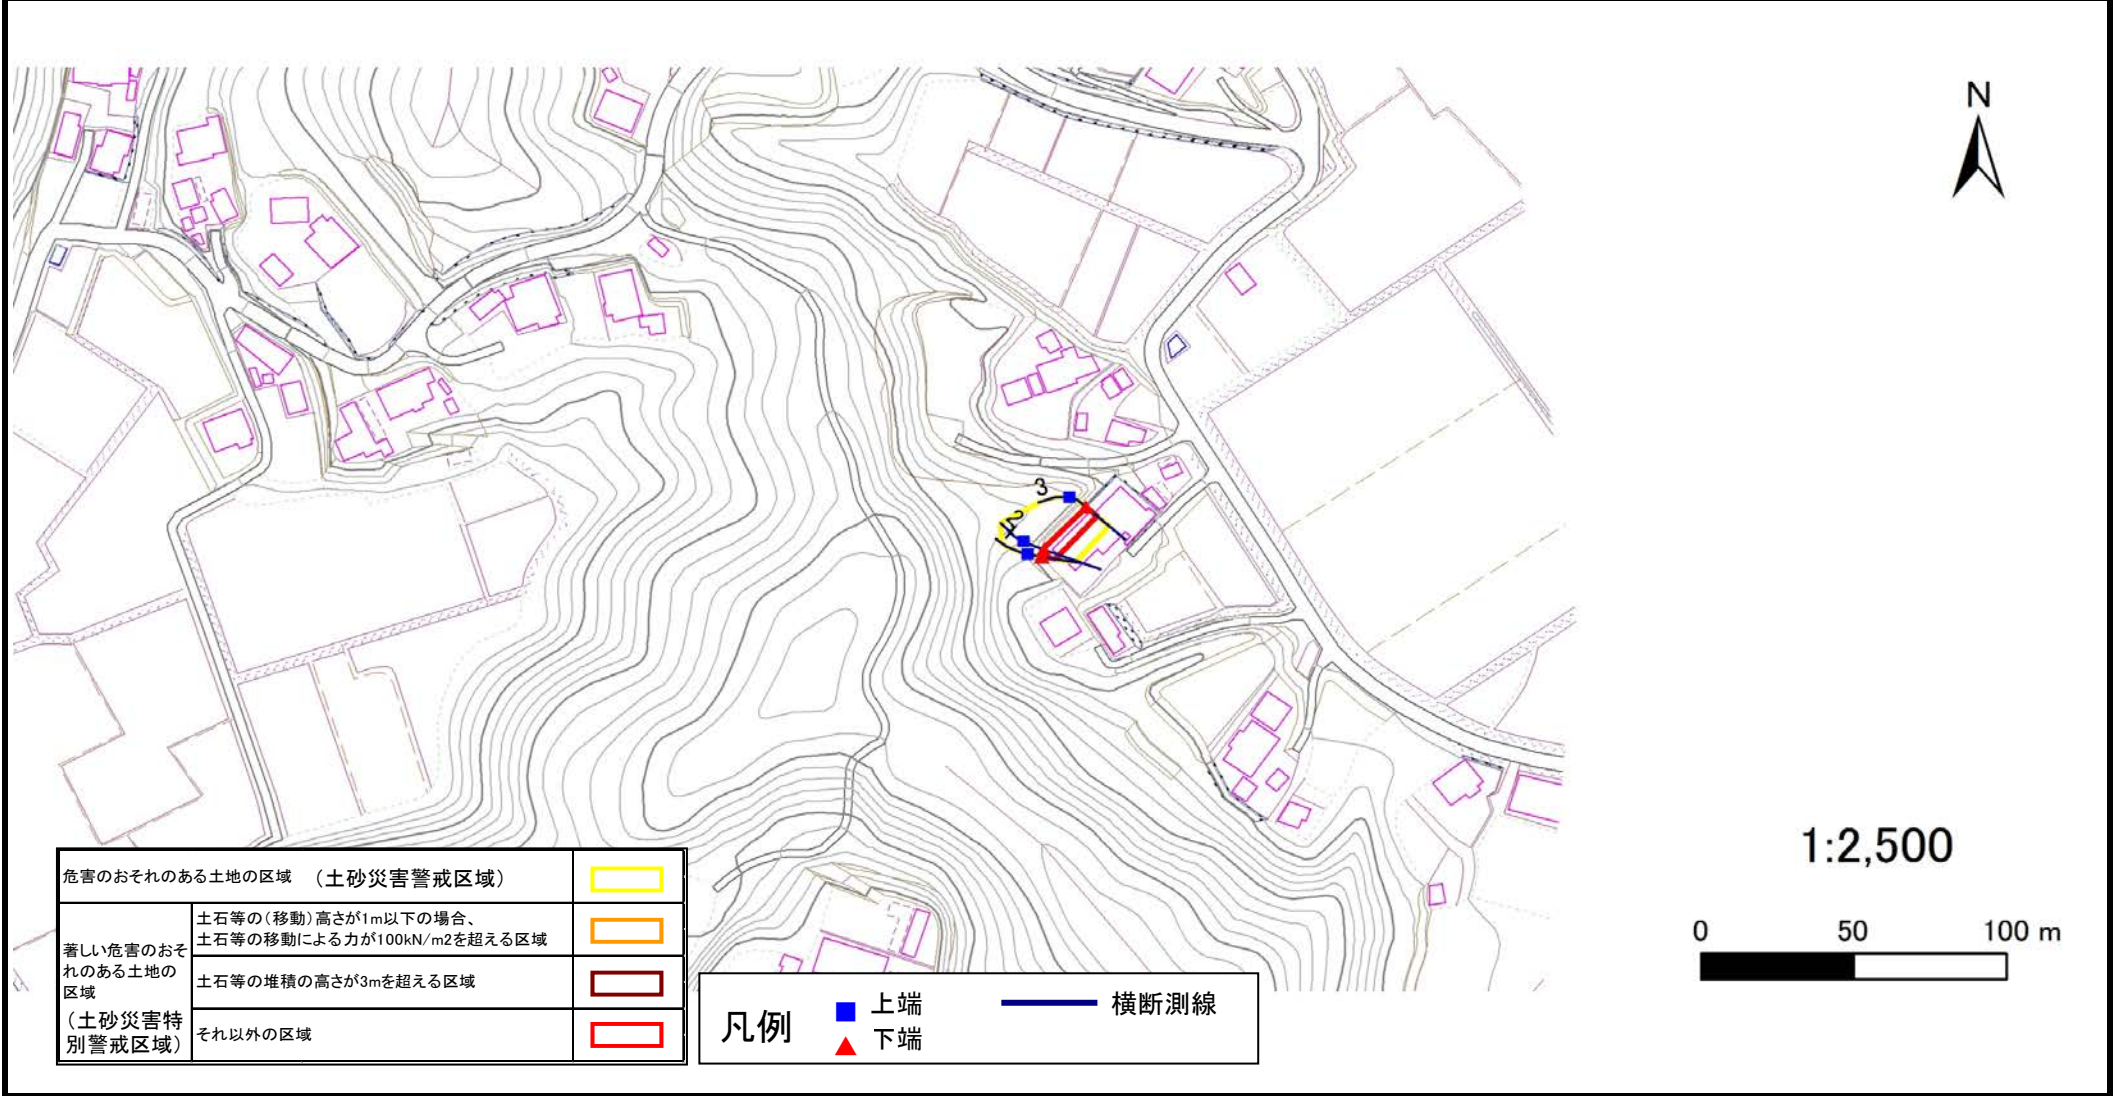 N
3
2
1:2,500
0 50 100 m
危害のおそれのある土地の区域 (土砂災害警戒区域)
著しい危害のおそ
れのある土地の
区域
(土砂災害特
別警戒区域)
土石等の(移動)高さが1m以下の場合、
土石等の移動による力が100kN/m2を超える区域
土石等の堆積の高さが3mを超える区域
それ以外の区域
凡例
上端
下端
横断測線